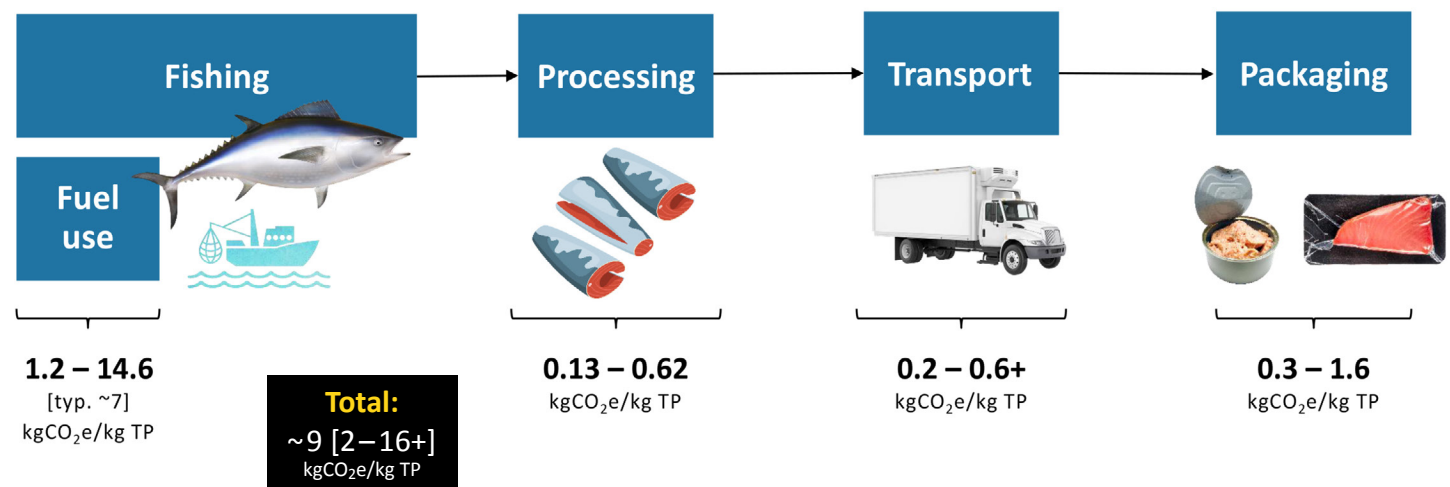 Fishing
Processing
Transport
Packaging
Fuel
use
1.2 – 14.6
[typ. ~7]
kgCO₂e/kg TP
Total:
~9 [2–16+]
kgCO₂e/kg TP
0.13 – 0.62
kgCO₂e/kg TP
0.2 – 0.6+
kgCO₂e/kg TP
0.3 – 1.6
kgCO₂e/kg TP